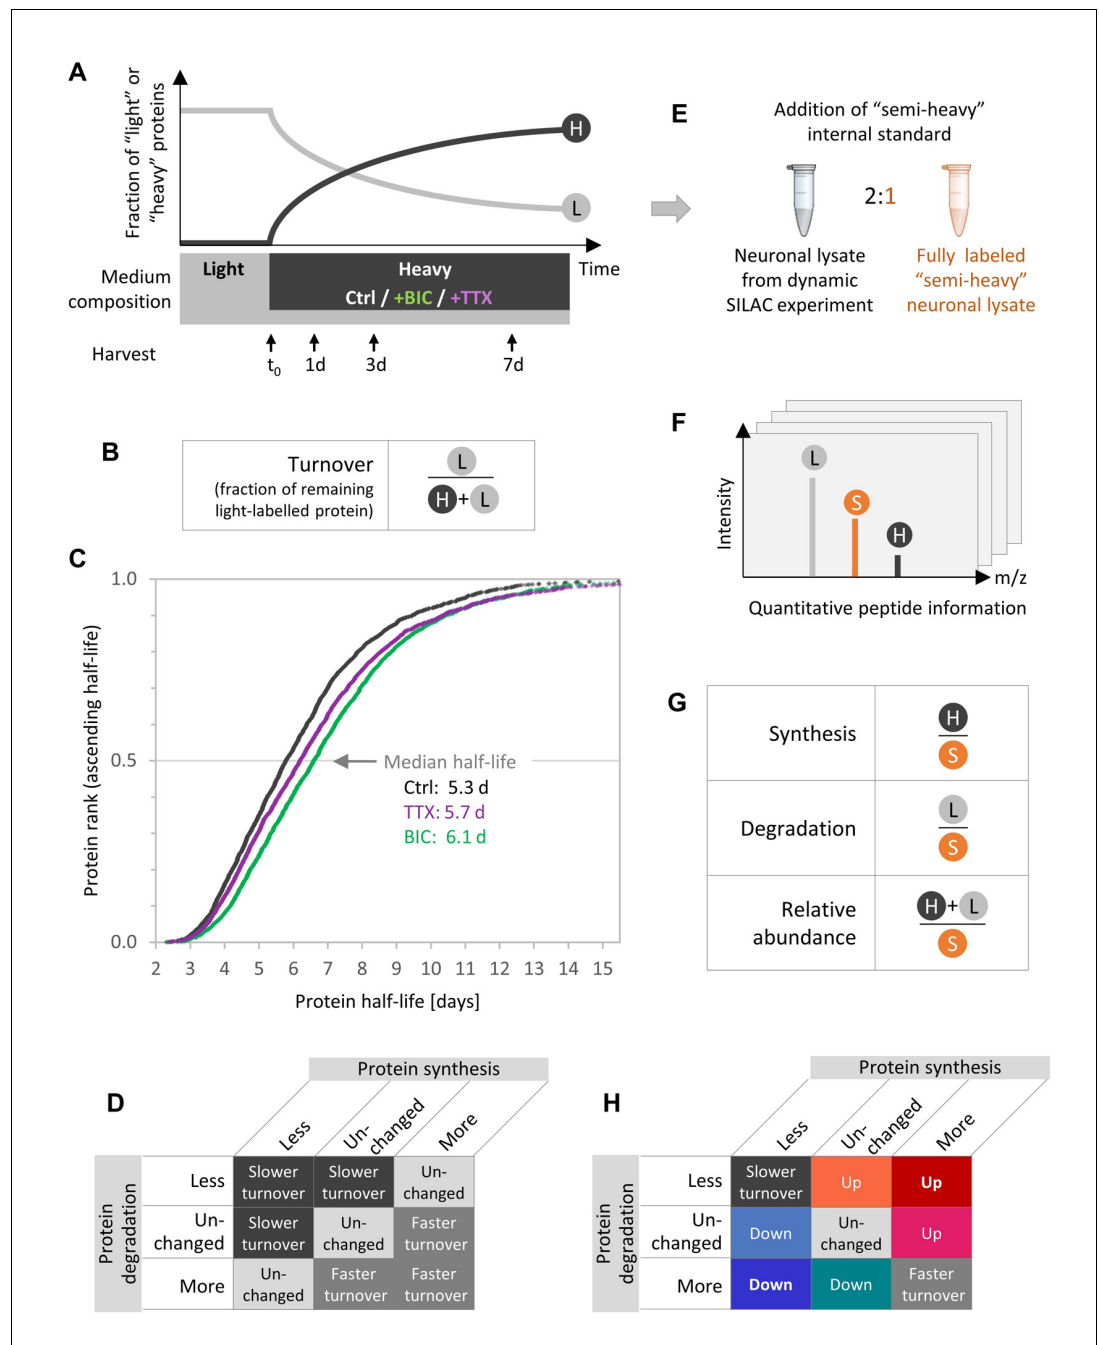 A
Fraction of “light” or
“heavy” proteins
H
L
Time
Medium
composition
Light
Heavy
Ctrl / +BIC / +TTX
Harvest
t0
1d
3d
7d
E
Addition of “semi-heavy”
internal standard
2:1
Neuronal lysate
from dynamic
SILAC experiment
Fully labeled
“semi-heavy”
neuronal lysate
B
Turnover
(fraction of remaining
light-labelled protein)
L
H+L
F
Intensity
L
S
H
m/z
Quantitative peptide information
C
Protein rank (ascending half-life)
1.0
0.5
0.0
Median half-life
Ctrl: 5.3 d
TTX: 5.7 d
BIC: 6.1 d
2 3 4 5 6 7 8 9 10 11 12 13 14 15
Protein half-life [days]
G
Synthesis
H
S
Degradation
L
S
Relative
abundance
H+L
S
D
Protein synthesis
Less
Un-
changed
More
Protein
degradation
Less
Slower
turnover
Slower
turnover
Un-
changed
Un-
changed
Slower
turnover
Un-
changed
Faster
turnover
More
Un-
changed
Faster
turnover
Faster
turnover
H
Protein synthesis
Less
Un-
changed
More
Protein
degradation
Less
Slower
turnover
Up
Up
Un-
changed
Down
Un-
changed
Up
More
Down
Down
Faster
turnover